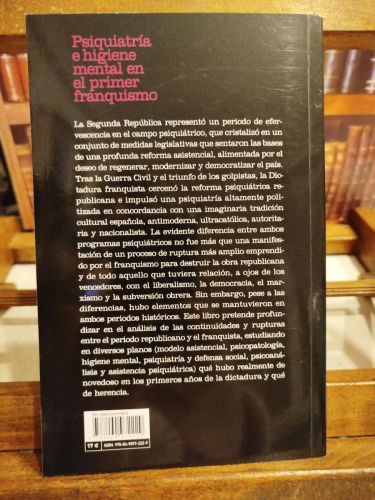 Psiquiatría
e higiene
mental en
el primer
franquismo
La Segunda República representó un periodo de efer-
vescencia en el campo psiquiátrico, que cristalizó en un
conjunto de medidas legislativas que sentaron las bases
de una profunda reforma asistencial, alimentada por el
deseo de regenerar, modernizar y democratizar el país.
Tras la Guerra Civil y el triunfo de los golpistas, la Dic-
tadura franquista cercenó la reforma psiquiátrica re-
publicana e impulsó una psiquiatría altamente poli-
tizada en concordancia con una imaginaria tradición
cultural española, antimoderna, ultracatólica, autorita-
ria y nacionalista. La evidente diferencia entre ambos
programas psiquiátricos no fue más que una manifes-
tación de un proceso de ruptura más amplio emprendi-
do por el franquismo para destruir la obra republicana
y de todo aquello que tuviera relación, a ojos de los
vencedores, con el liberalismo, la democracia, el mar-
xismo y la subversión obrera. Sin embargo, pese a las
diferencias, hubo elementos que se mantuvieron en
ambos periodos históricos. Este libro pretende profun-
dizar en el análisis de las continuidades y rupturas
entre el periodo republicano y el franquista, estudiando
en diversos planos (modelo asistencial, psicopatología,
higiene mental, psiquiatría y defensa social, psicoaná-
lisis y asistencia psiquiátrica) qué hubo realmente de
novedoso en los primeros años de la dictadura y qué
de herencia.
17 € ISBN: 978-84-9097-233-9